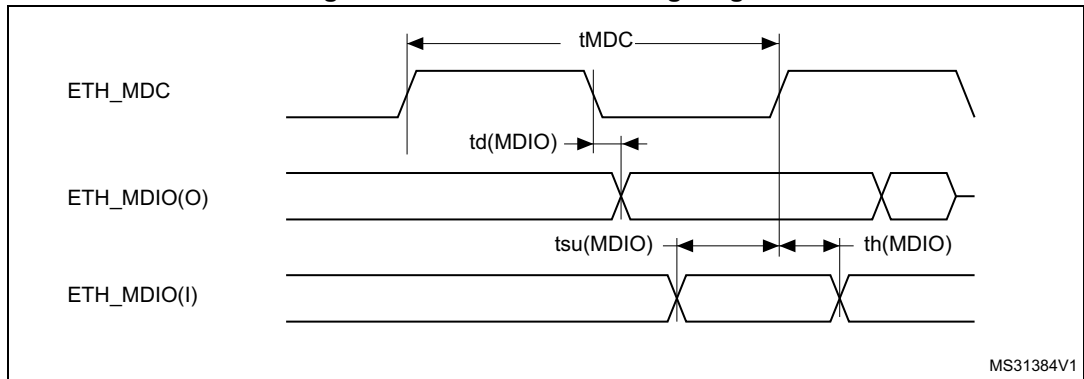 tMDC
ETH_MDC
td(MDIO)
ETH_MDIO(O)
tsu(MDIO)
th(MDIO)
ETH_MDIO(I)
MS31384V1